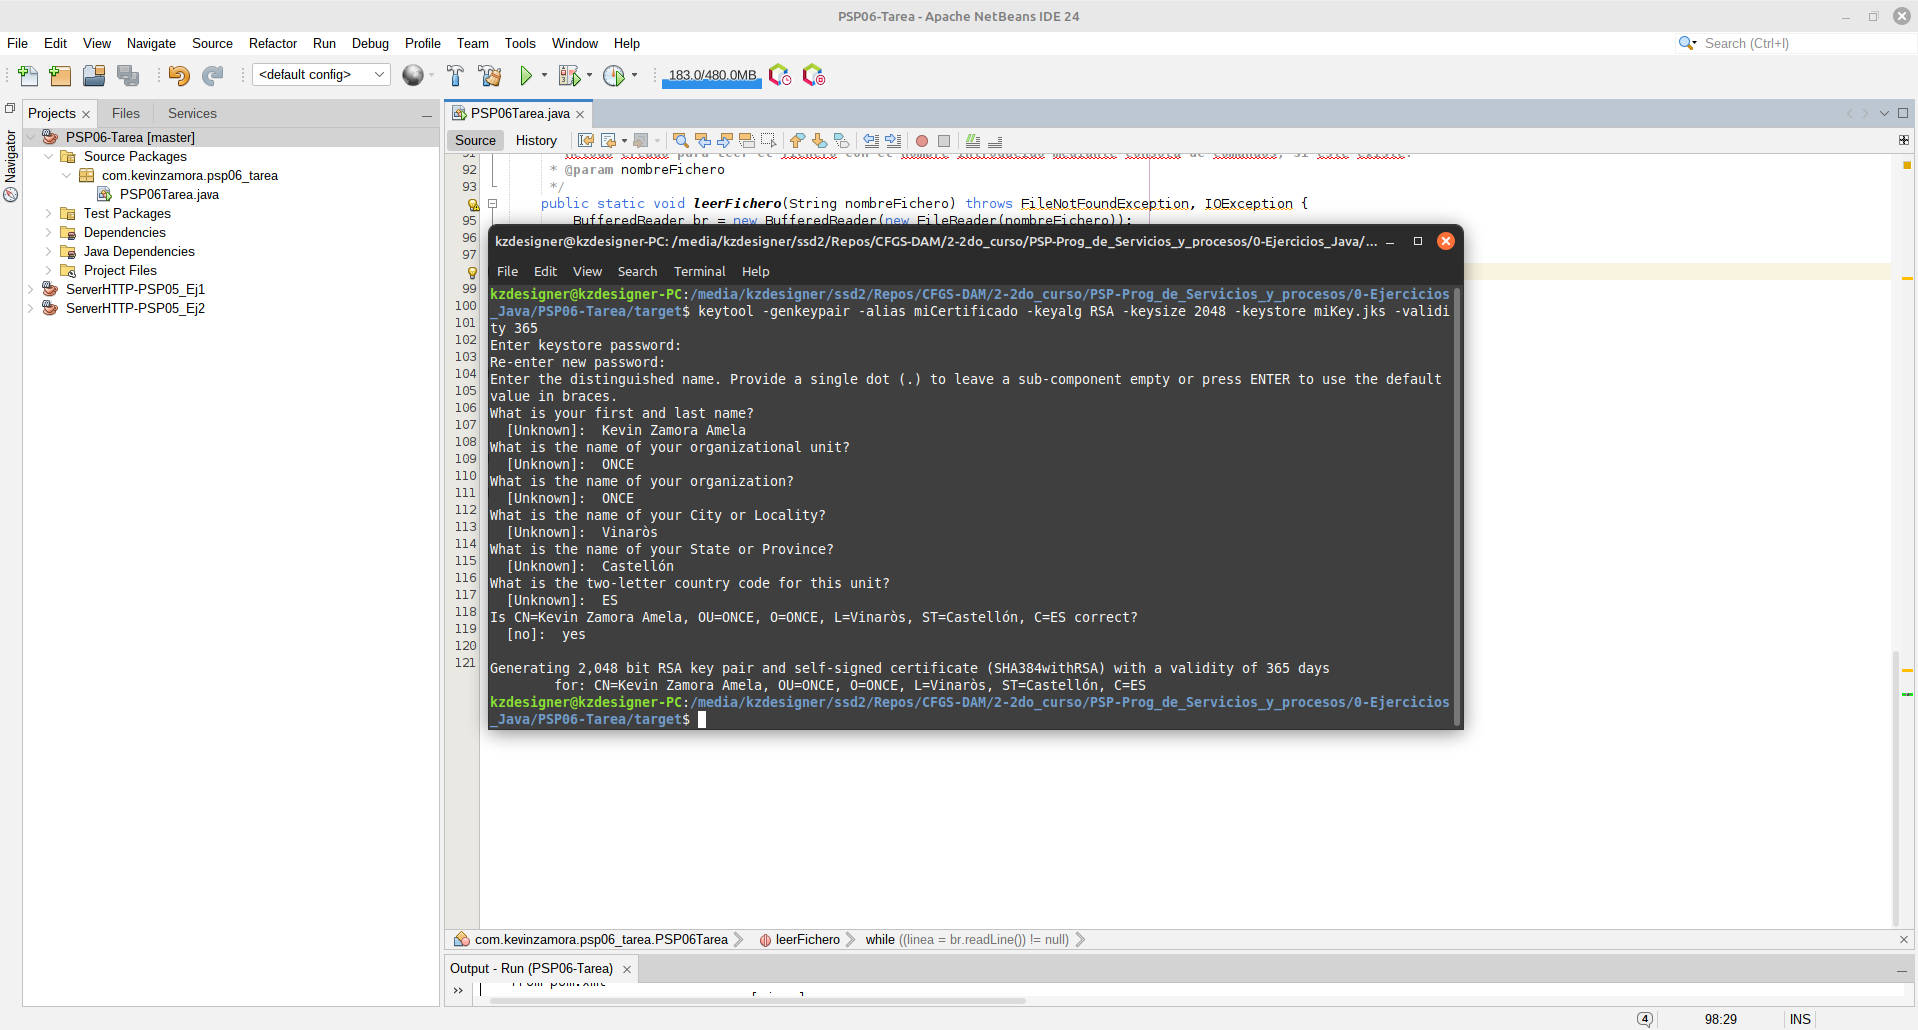 PSP06-Tarea - Apache NetBeans IDE 24
File Edit View Navigate Source Refactor Run Debug Profile Team Tools Window Help
Search (Ctrl+I)
<default config>
183.0/480.0MB
Projects Files Services
PSP06Tarea.java
Navigator
PSP06-Tarea [master]
Source Packages
com.kevinzamora.psp06_tarea
PSP06Tarea.java
Test Packages
Dependencies
Java Dependencies
Project Files
ServerHTTP-PSP05_Ej1
ServerHTTP-PSP05_Ej2
Source History
92 * @param nombreFichero
93 */
public static void leerFichero(String nombreFichero) throws FileNotFoundException, IOException {
95 BufferedReader br = new BufferedReader(new FileReader(nombreFichero));
96
97
99
100
101
102
103
104
105
106
107
108
109
110
111
112
113
114
115
116
117
118
119
120
121
kzdesigner@kzdesigner-PC: /media/kzdesigner/ssd2/Repos/CFGS-DAM/2-2do_curso/PSP-Prog_de_Servicios_y_procesos/0-Ejercicios_Java/...
File Edit View Search Terminal Help
kzdesigner@kzdesigner-PC:/media/kzdesigner/ssd2/Repos/CFGS-DAM/2-2do_curso/PSP-Prog_de_Servicios_y_procesos/0-Ejercicios
_Java/PSP06-Tarea/target$ keytool -genkeypair -alias miCertificado -keyalg RSA -keysize 2048 -keystore miKey.jks -validi
ty 365
Enter keystore password:
Re-enter new password:
Enter the distinguished name. Provide a single dot (.) to leave a sub-component empty or press ENTER to use the default
value in braces.
What is your first and last name?
[Unknown]: Kevin Zamora Amela
What is the name of your organizational unit?
[Unknown]: ONCE
What is the name of your organization?
[Unknown]: ONCE
What is the name of your City or Locality?
[Unknown]: Vinaròs
What is the name of your State or Province?
[Unknown]: Castellón
What is the two-letter country code for this unit?
[Unknown]: ES
Is CN=Kevin Zamora Amela, OU=ONCE, O=ONCE, L=Vinaròs, ST=Castellón, C=ES correct?
[no]: yes
Generating 2,048 bit RSA key pair and self-signed certificate (SHA384withRSA) with a validity of 365 days
for: CN=Kevin Zamora Amela, OU=ONCE, O=ONCE, L=Vinaròs, ST=Castellón, C=ES
kzdesigner@kzdesigner-PC:/media/kzdesigner/ssd2/Repos/CFGS-DAM/2-2do_curso/PSP-Prog_de_Servicios_y_procesos/0-Ejercicios
_Java/PSP06-Tarea/target$
com.kevinzamora.psp06_tarea.PSP06Tarea leerFichero while ((linea = br.readLine()) != null)
Output - Run (PSP06-Tarea)
from pom.xml
4 98:29 INS